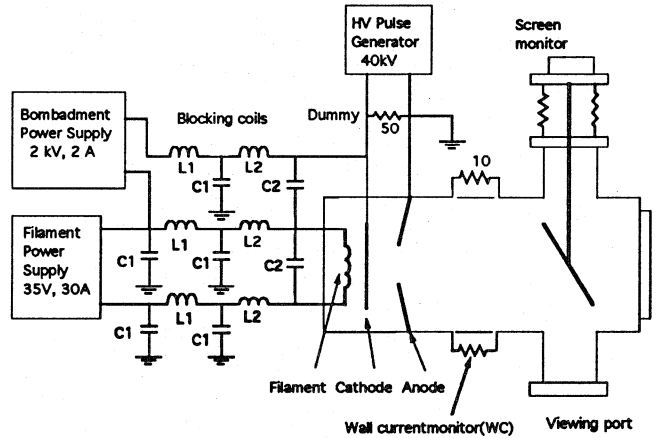 HV Pulse
Generator
40kV
Screen
monitor
Bombadment
Power Supply
2 kV, 2 A
Blocking coils
Dummy
50
10
L1
L2
C1
C2
Filament
Power
Supply
35V, 30A
L1
L2
C1
C1
C2
L1
L2
C1
C1
Filament Cathode Anode
Wall currentmonitor(WC)
Viewing port